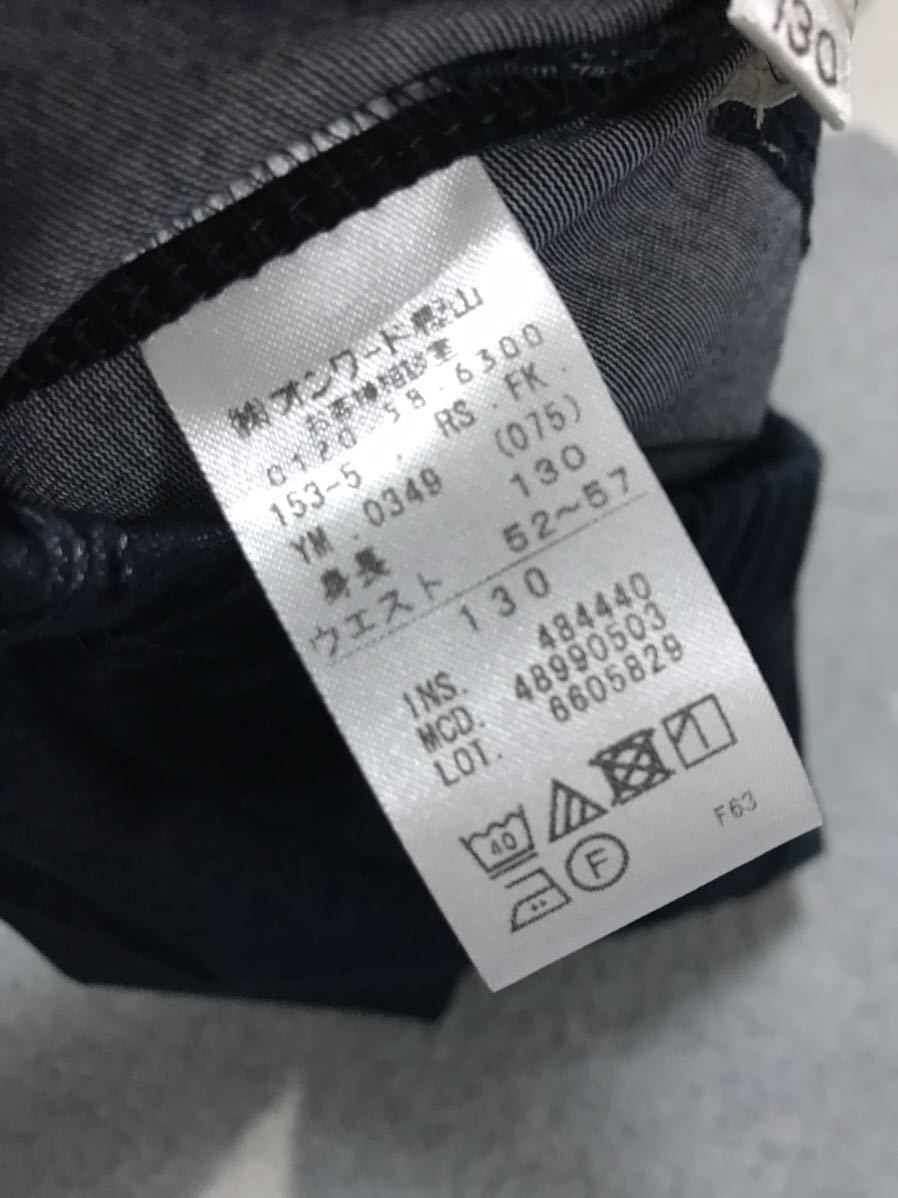 130
㈱オンワード樫山
お客様相談室
0120-58-6300
153-5 . RS . FK .
YM . 0349 (075)
身長 130
ウエスト 52～57
130
INS. 484440
MCD. 48990503
LOT. 6605829
40
F
F63